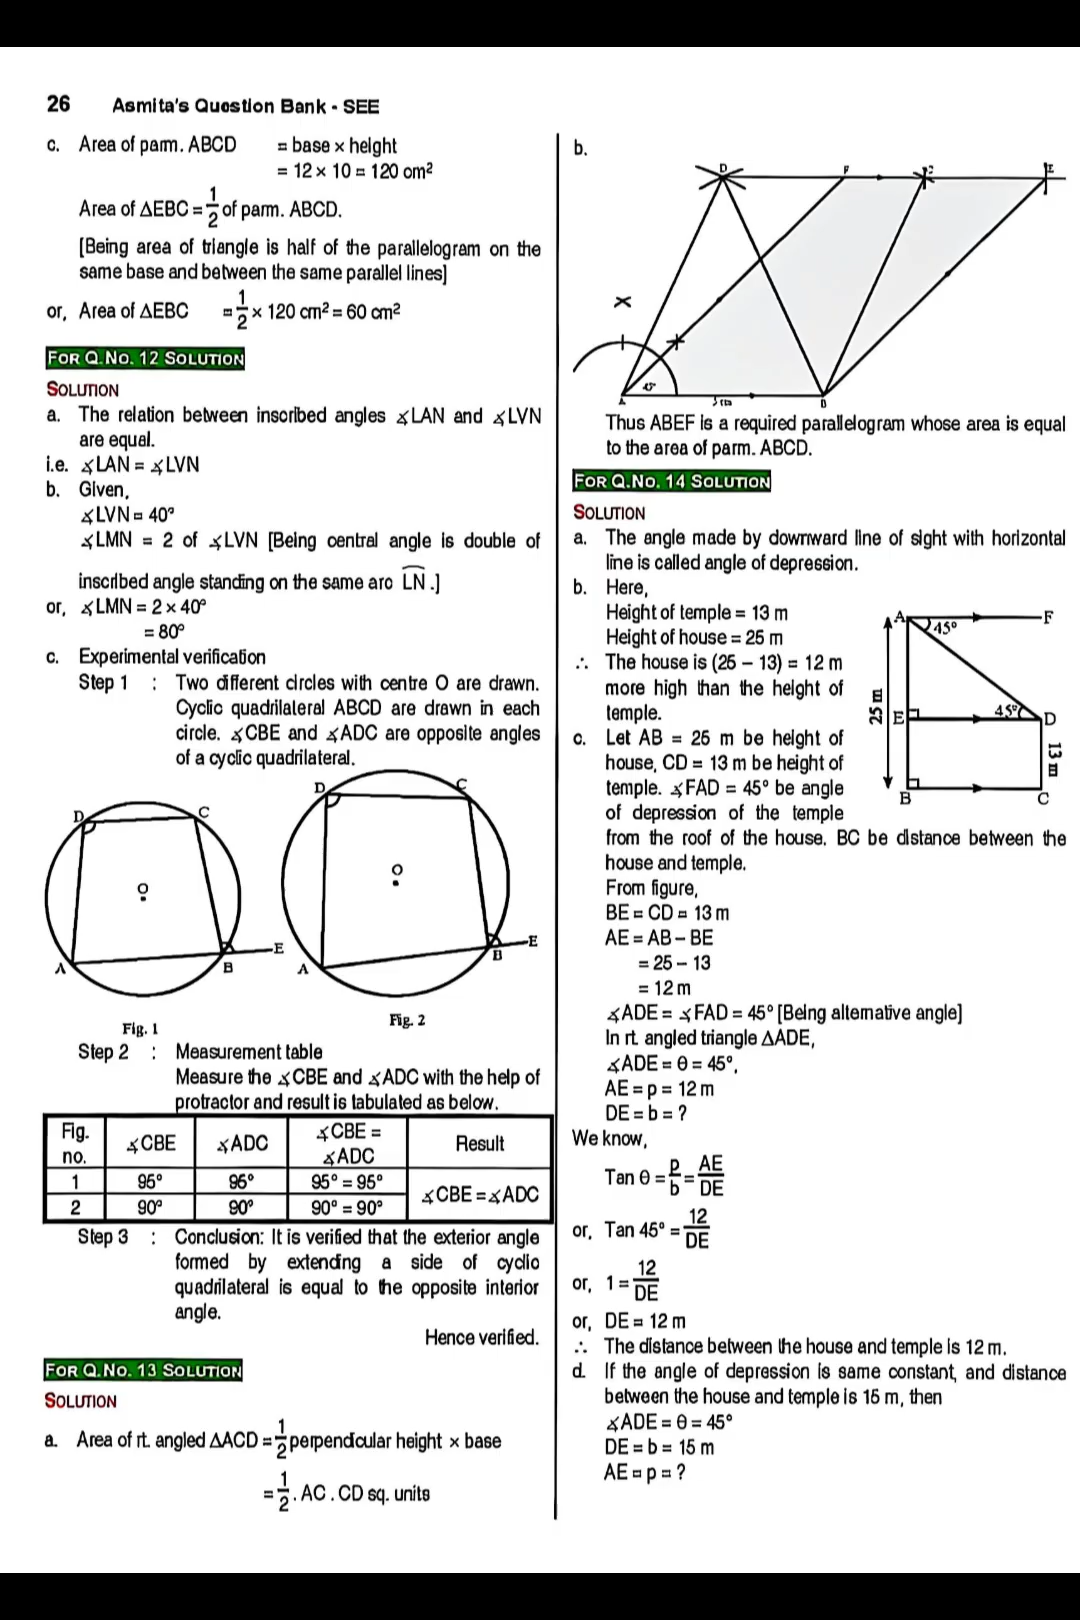 26 Asmita's Question Bank - SEE
c. Area of parm. ABCD = base × height
= 12 × 10 = 120 cm²
Area of ΔEBC = 1/2 of parm. ABCD.
[Being area of triangle is half of the parallelogram on the
same base and between the same parallel lines]
or, Area of ΔEBC = 1/2 × 120 cm² = 60 cm²
FOR Q.NO. 12 SOLUTION
SOLUTION
a. The relation between inscribed angles ∡LAN and ∡LVN
are equal.
i.e. ∡LAN = ∡LVN
b. Given,
∡LVN = 40°
∡LMN = 2 of ∡LVN [Being central angle is double of
inscribed angle standing on the same arc L͡N .]
or, ∡LMN = 2 × 40°
= 80°
c. Experimental verification
Step 1 : Two different circles with centre O are drawn.
Cyclic quadrilateral ABCD are drawn in each
circle. ∡CBE and ∡ADC are opposite angles
of a cyclic quadrilateral.
D C O A B E
Fig. 1
D C O A B E
Fig. 2
Step 2 : Measurement table
Measure the ∡CBE and ∡ADC with the help of
protractor and result is tabulated as below.
Fig. no. ∡CBE ∡ADC ∡CBE = ∡ADC Result
1 95° 95° 95° = 95° ∡CBE = ∡ADC
2 90° 90° 90° = 90°
Step 3 : Conclusion: It is verified that the exterior angle
formed by extending a side of cyclic
quadrilateral is equal to the opposite interior
angle.
Hence verified.
FOR Q.NO. 13 SOLUTION
SOLUTION
a. Area of rt. angled ΔACD = 1/2 perpendicular height × base
= 1/2 . AC . CD sq. units
b.
D F C E
45°
A 5 cm B
Thus ABEF is a required parallelogram whose area is equal
to the area of parm. ABCD.
FOR Q.NO. 14 SOLUTION
SOLUTION
a. The angle made by downward line of sight with horizontal
line is called angle of depression.
b. Here,
Height of temple = 13 m
Height of house = 25 m
∴ The house is (25 – 13) = 12 m
more high than the height of
temple.
c. Let AB = 25 m be height of
house, CD = 13 m be height of
temple. ∡FAD = 45° be angle
of depression of the temple
A F
45°
25 m
E 45° D
13 m
B C
from the roof of the house. BC be distance between the
house and temple.
From figure,
BE = CD = 13 m
AE = AB – BE
= 25 – 13
= 12 m
∡ADE = ∡FAD = 45° [Being alternative angle]
In rt. angled triangle ΔADE,
∡ADE = θ = 45°,
AE = p = 12 m
DE = b = ?
We know,
Tan θ = p/b = AE/DE
or, Tan 45° = 12/DE
or, 1 = 12/DE
or, DE = 12 m
∴ The distance between the house and temple is 12 m.
d. If the angle of depression is same constant, and distance
between the house and temple is 15 m, then
∡ADE = θ = 45°
DE = b = 15 m
AE = p = ?